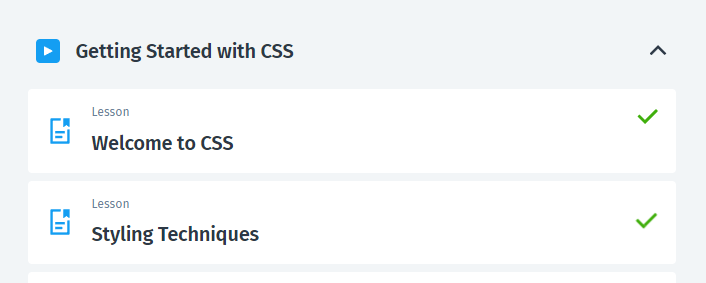 Getting Started with CSS
Lesson
Welcome to CSS
Lesson
Styling Techniques